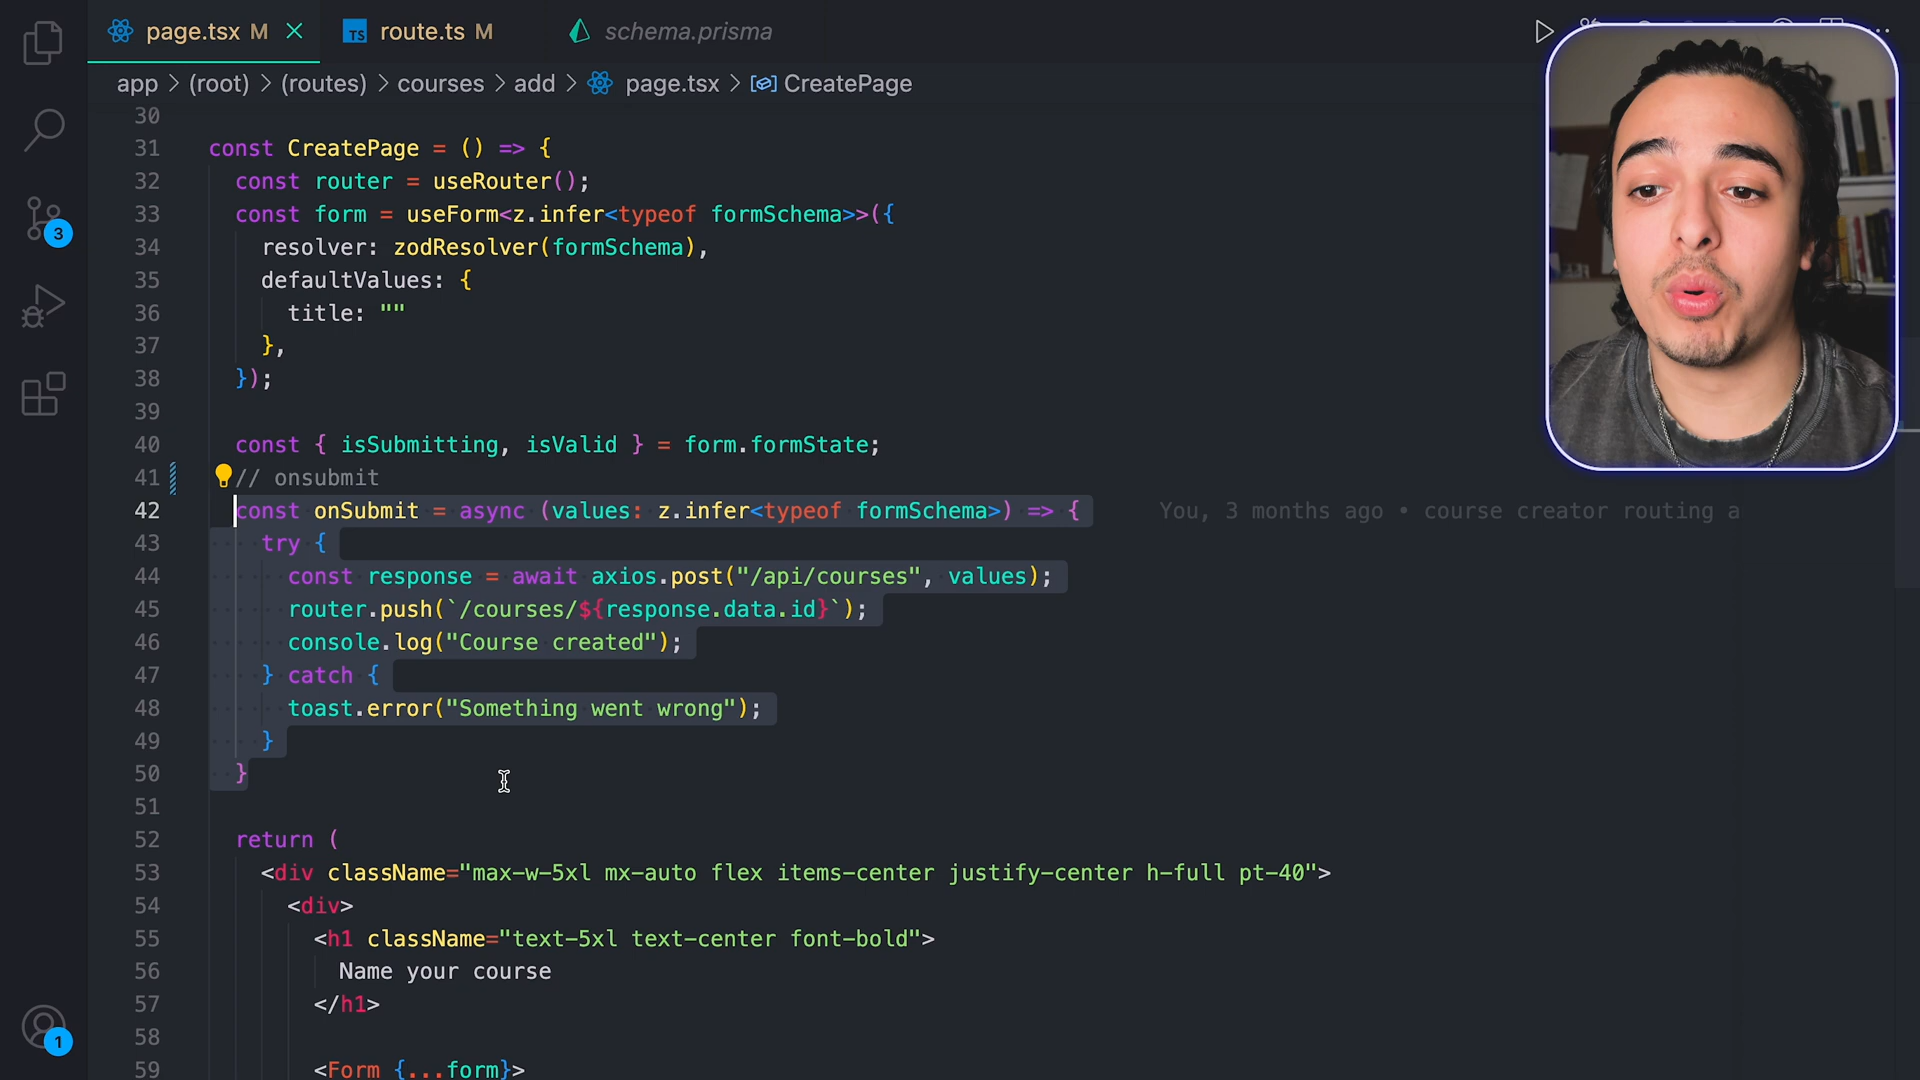 page.tsx M
TS route.ts M
schema.prisma
app > (root) > (routes) > courses > add > page.tsx > CreatePage
30
31 const CreatePage = () => {
32 const router = useRouter();
33 const form = useForm<z.infer<typeof formSchema>>({
34 resolver: zodResolver(formSchema),
35 defaultValues: {
36 title: ""
37 },
38 });
39
40 const { isSubmitting, isValid } = form.formState;
41 // onsubmit
42 const onSubmit = async (values: z.infer<typeof formSchema>) => { You, 3 months ago • course creator routing a
43 try {
44 const response = await axios.post("/api/courses", values);
45 router.push(`/courses/${response.data.id}`);
46 console.log("Course created");
47 } catch {
48 toast.error("Something went wrong");
49 }
50 }
51
52 return (
53 <div className="max-w-5xl mx-auto flex items-center justify-center h-full pt-40">
54 <div>
55 <h1 className="text-5xl text-center font-bold">
56 Name your course
57 </h1>
58
59 <Form {...form}>
3
1